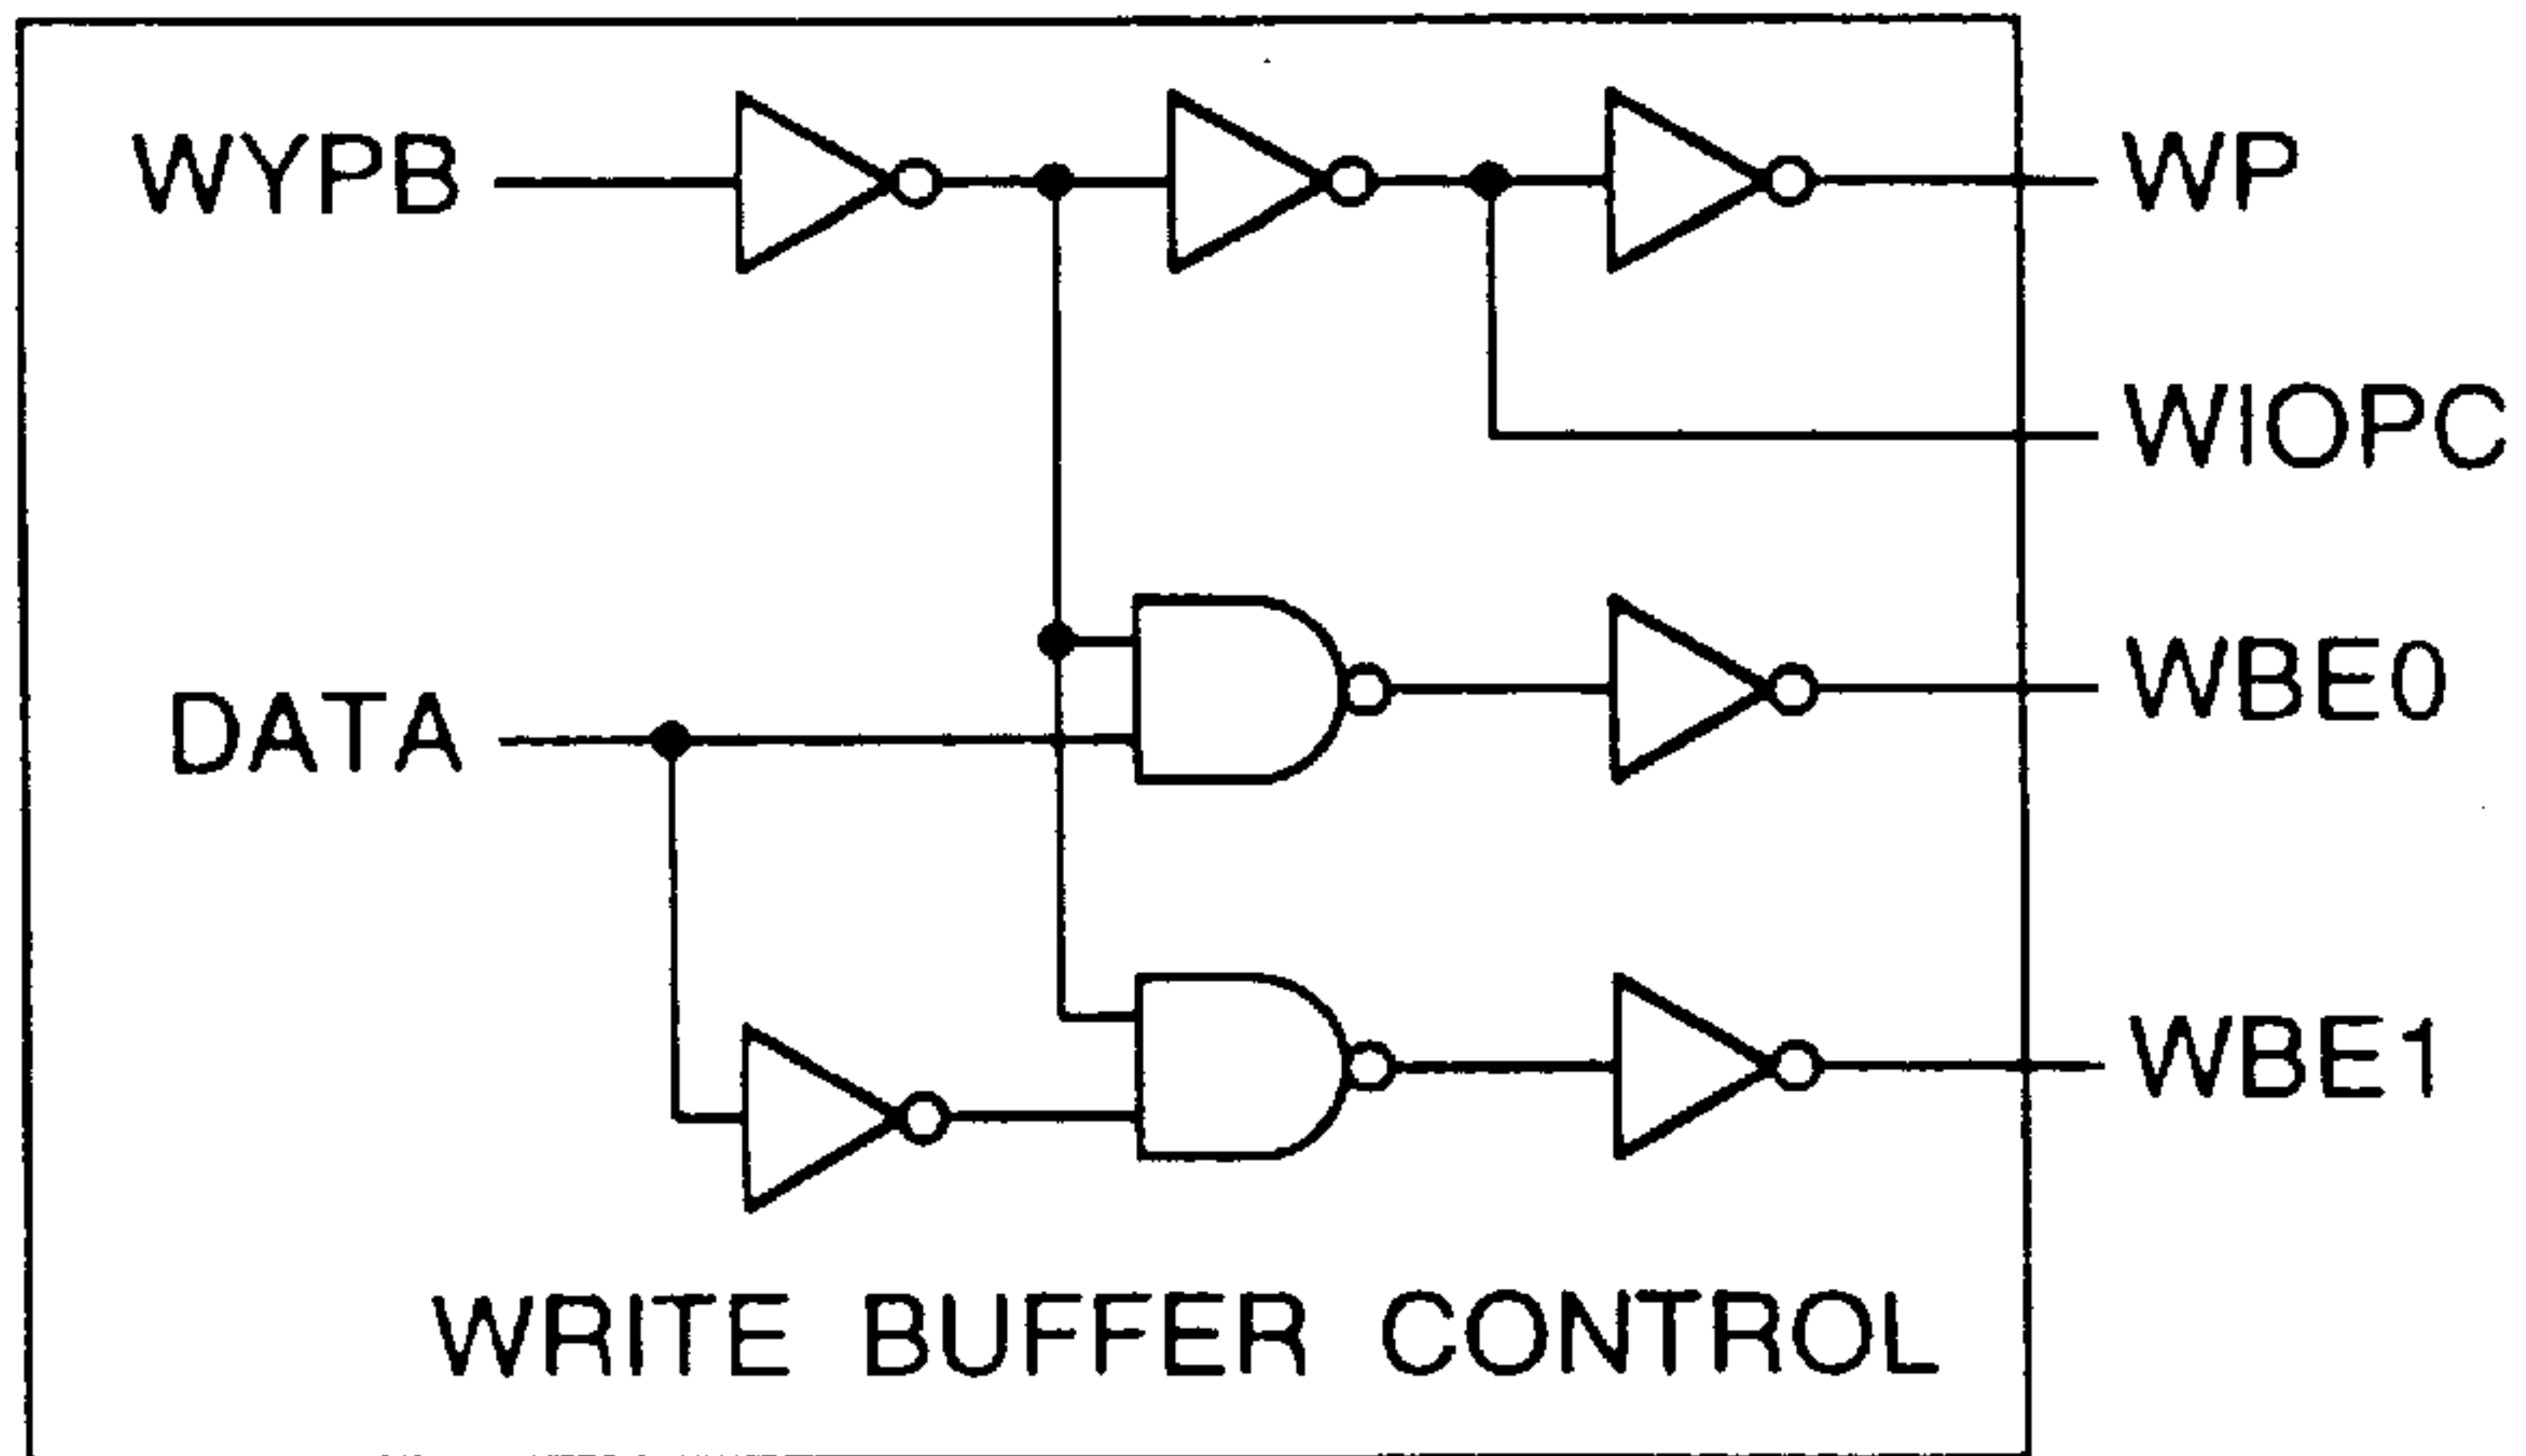 WYPB
WP
WIOPC
WBE0
DATA
WBE1
WRITE BUFFER CONTROL